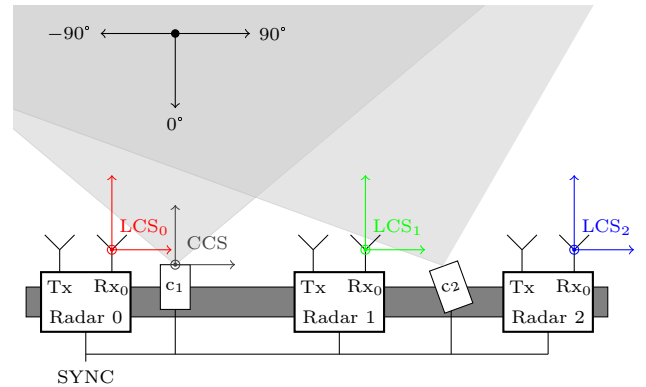 −90° 90°
0°
LCS₀ CCS LCS₁ LCS₂
Tx Rx₀ c₁ Tx Rx₀ c₂ Tx Rx₀
Radar 0 Radar 1 Radar 2
SYNC